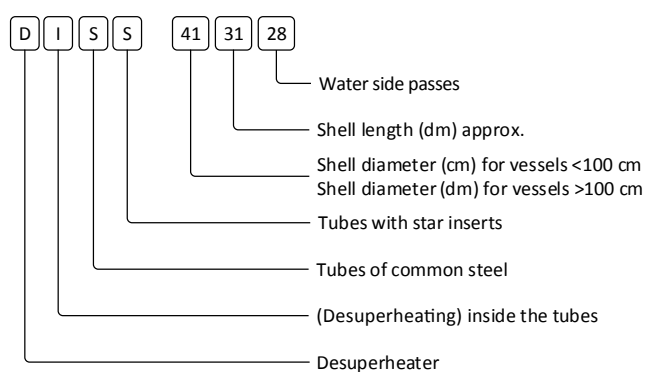 D I S S 41 31 28
Water side passes
Shell length (dm) approx.
Shell diameter (cm) for vessels <100 cm
Shell diameter (dm) for vessels >100 cm
Tubes with star inserts
Tubes of common steel
(Desuperheating) inside the tubes
Desuperheater